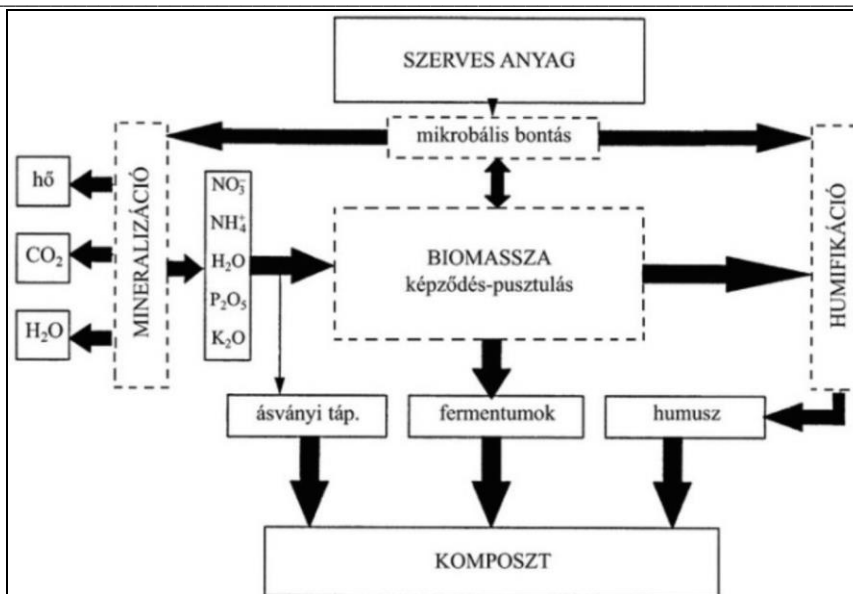 SZERVES ANYAG
mikrobális bontás
MINERALIZÁCIÓ
HUMIFIKÁCIÓ
hő
CO₂
H₂O
NO₃⁻
NH₄⁺
H₂O
P₂O₅
K₂O
BIOMASSZA
képződés-pusztulás
ásványi táp.
fermentumok
humusz
KOMPOSZT